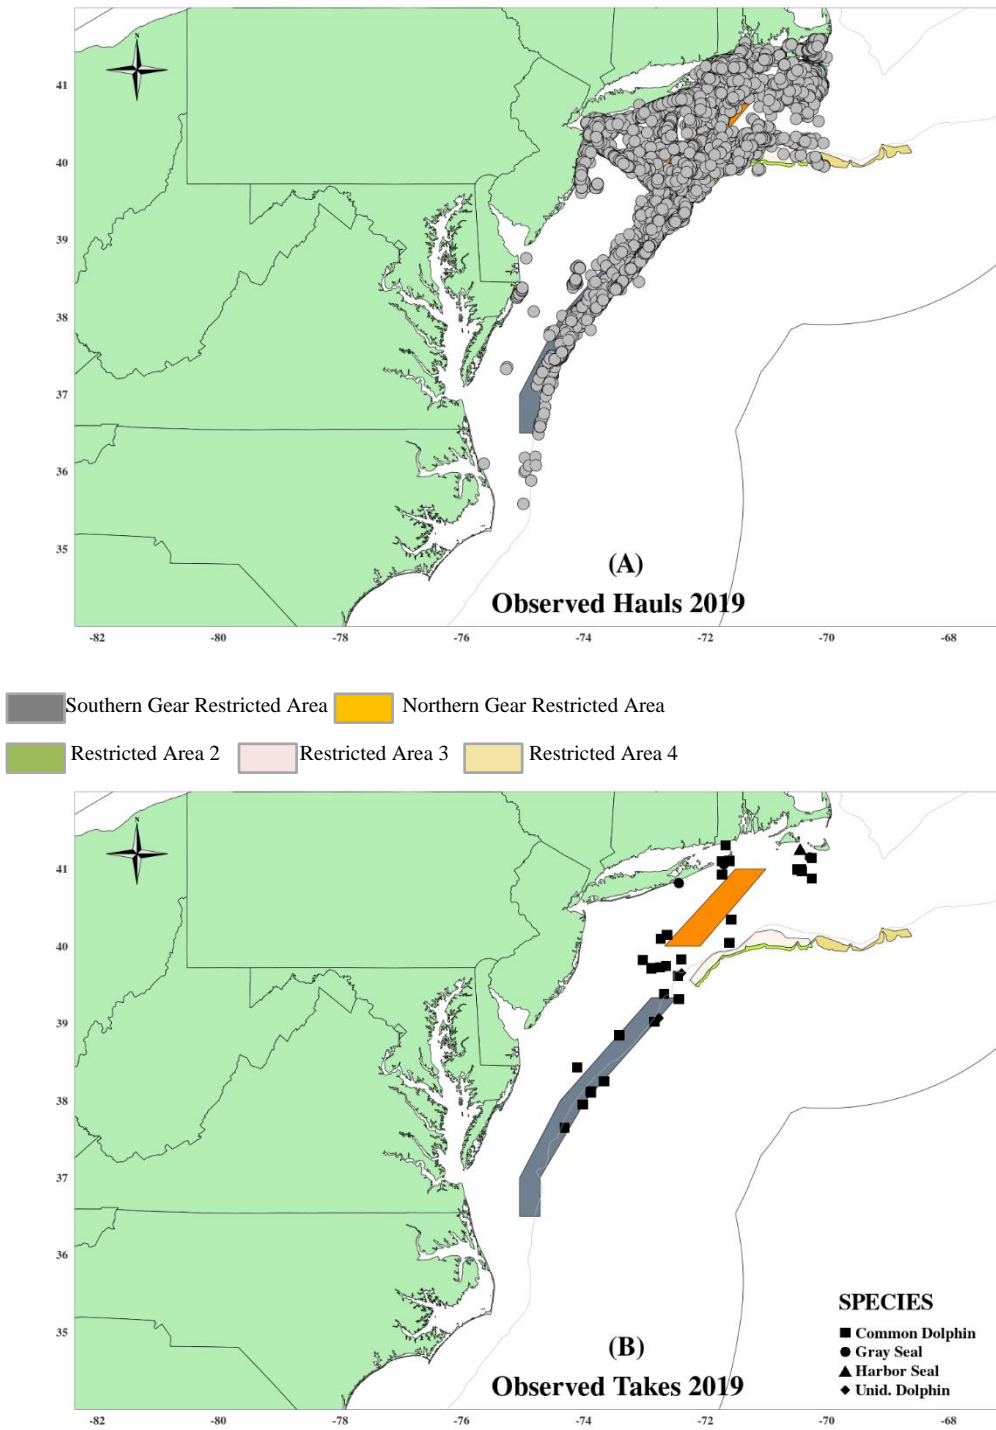 N
41
40
39
38
37
36
35
(A)
Observed Hauls 2019
-82 -80 -78 -76 -74 -72 -70 -68
Southern Gear Restricted Area Northern Gear Restricted Area
Restricted Area 2 Restricted Area 3 Restricted Area 4
N
41
40
39
38
37
36
35
SPECIES
Common Dolphin
Gray Seal
Harbor Seal
Unid. Dolphin
(B)
Observed Takes 2019
-82 -80 -78 -76 -74 -72 -70 -68